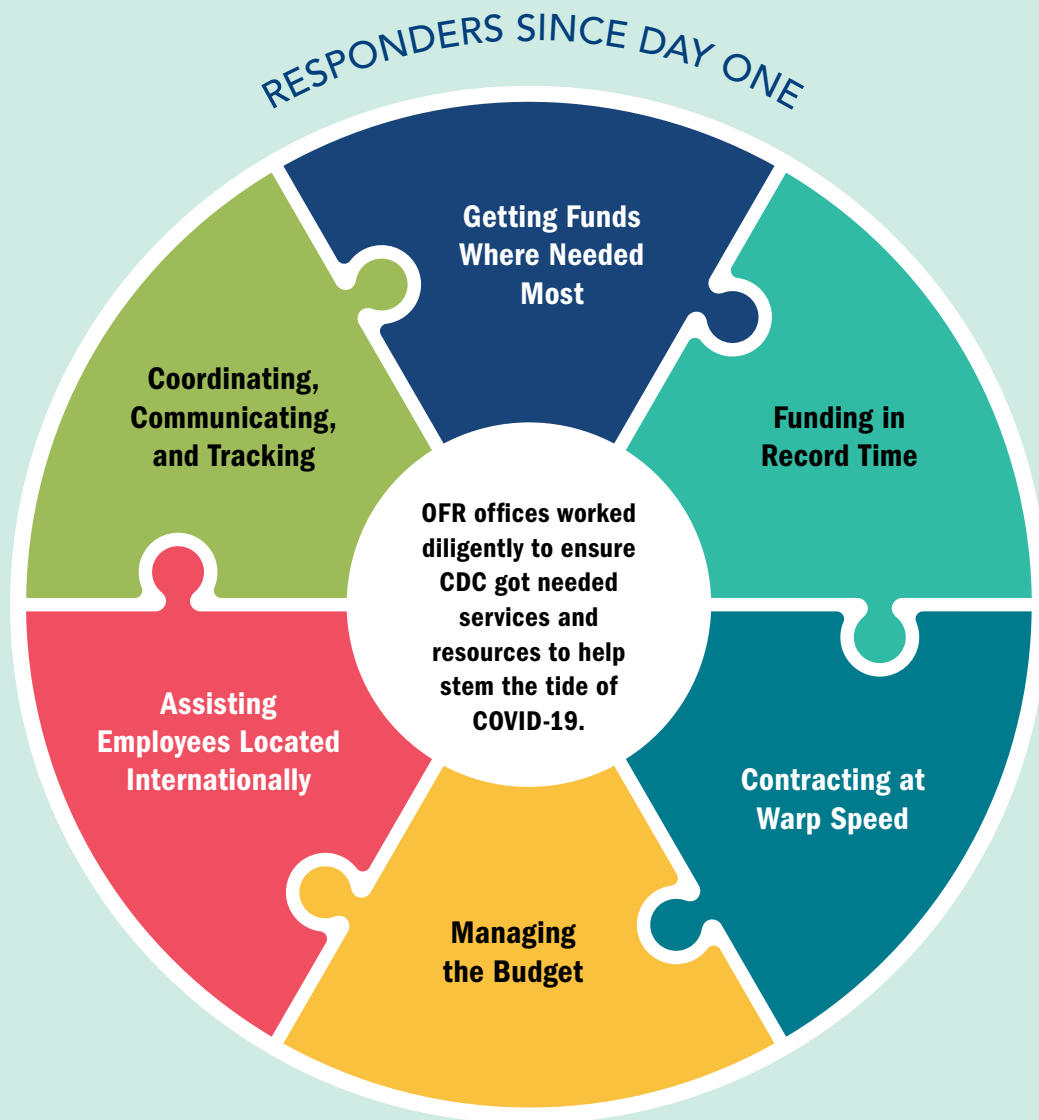 RESPONDERS SINCE DAY ONE
Getting Funds
Where Needed
Most
Funding in
Record Time
Contracting at
Warp Speed
Managing
the Budget
Assisting
Employees Located
Internationally
Coordinating,
Communicating,
and Tracking
OFR offices worked
diligently to ensure
CDC got needed
services and
resources to help
stem the tide of
COVID-19.